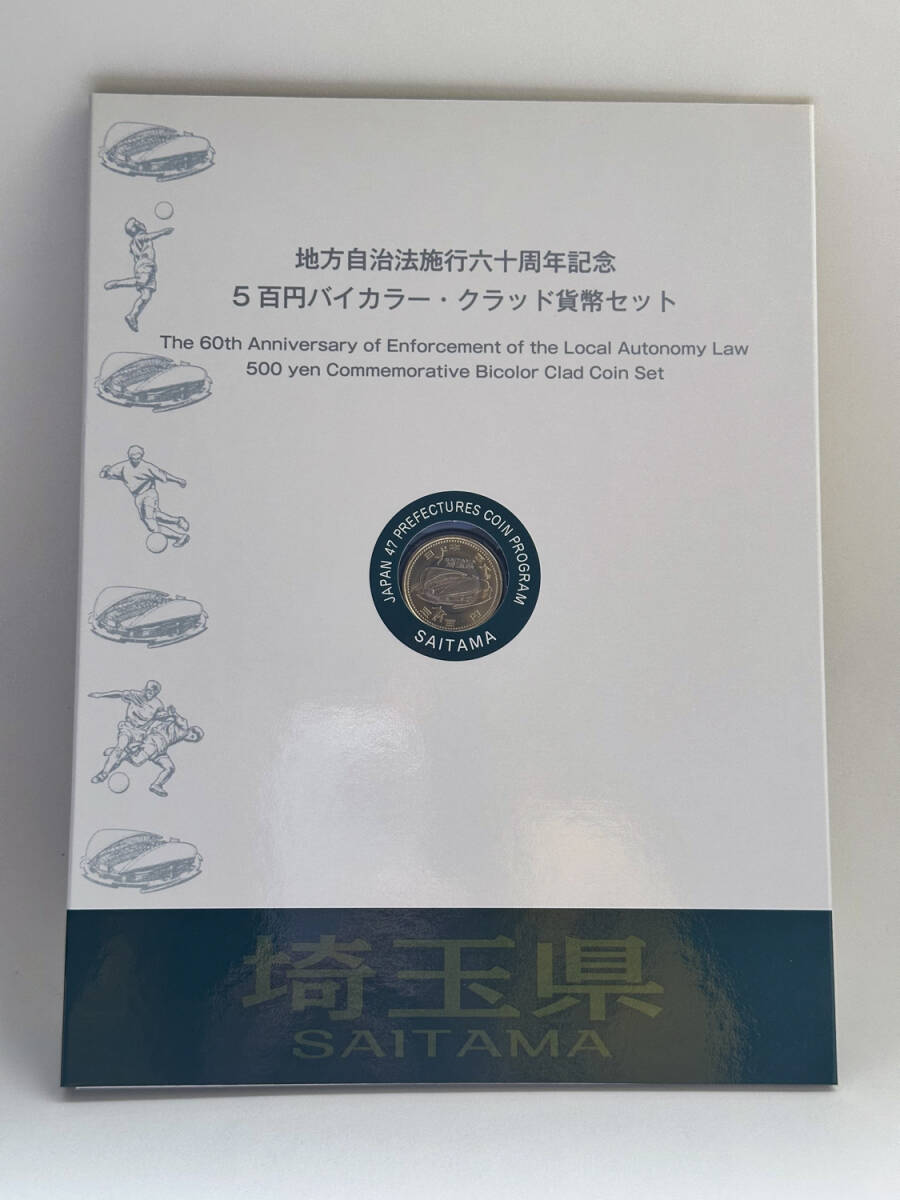 地方自治法施行六十周年記念
5百円バイカラー・クラッド貨幣セット
The 60th Anniversary of Enforcement of the Local Autonomy Law
500 yen Commemorative Bicolor Clad Coin Set
JAPAN 47 PREFECTURES COIN PROGRAM
SAITAMA
埼玉県
SAITAMA